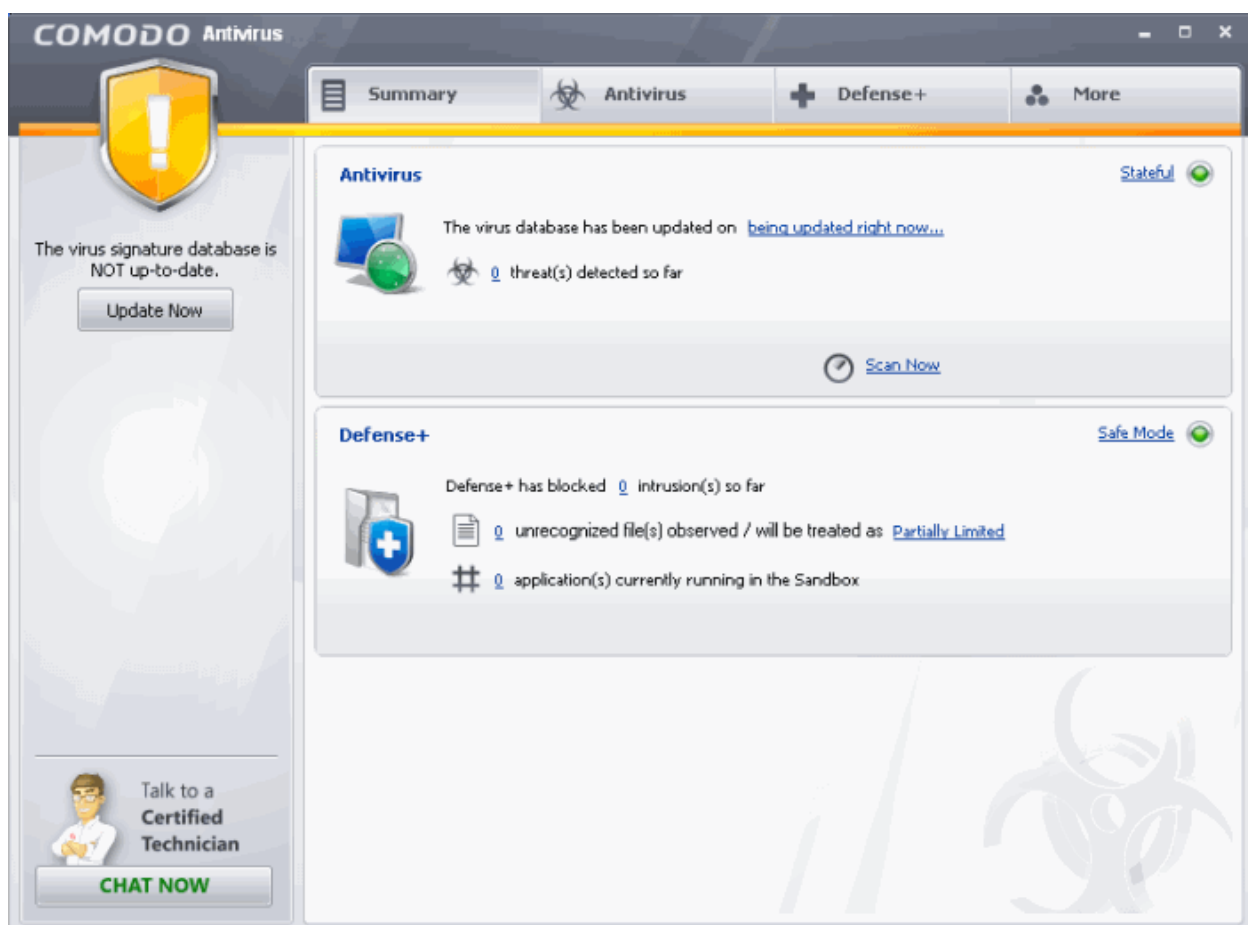 COMODO Antivirus
Summary
Antivirus
Defense+
More
The virus signature database is
NOT up-to-date.
Update Now
Antivirus
Stateful
The virus database has been updated on being updated right now...
0 threat(s) detected so far
Scan Now
Defense+
Safe Mode
Defense+ has blocked 0 intrusion(s) so far
0 unrecognized file(s) observed / will be treated as Partially Limited
0 application(s) currently running in the Sandbox
Talk to a
Certified
Technician
CHAT NOW